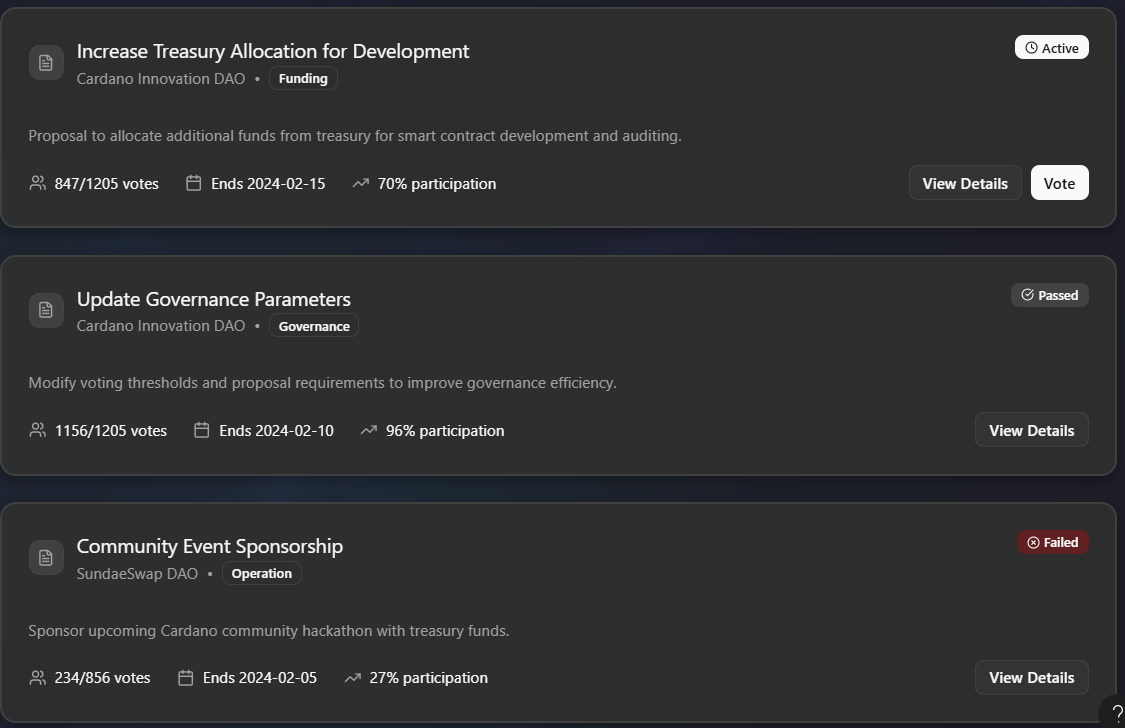 Increase Treasury Allocation for Development
Active
Cardano Innovation DAO • Funding
Proposal to allocate additional funds from treasury for smart contract development and auditing.
847/1205 votes Ends 2024-02-15 70% participation View Details Vote
Update Governance Parameters
Passed
Cardano Innovation DAO • Governance
Modify voting thresholds and proposal requirements to improve governance efficiency.
1156/1205 votes Ends 2024-02-10 96% participation View Details
Community Event Sponsorship
Failed
SundaeSwap DAO • Operation
Sponsor upcoming Cardano community hackathon with treasury funds.
234/856 votes Ends 2024-02-05 27% participation View Details
?